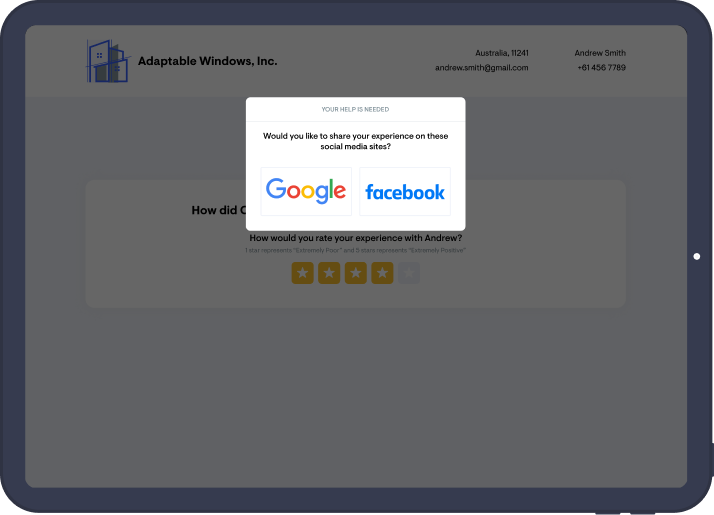 Adaptable Windows, Inc.
Australia, 11241
Andrew Smith
andrew.smith@gmail.com
+61 456 7789
YOUR HELP IS NEEDED
Would you like to share your experience on these
social media sites?
Google
facebook
How did
How would you rate your experience with Andrew?
1 star represents "Extremely Poor" and 5 stars represents "Extremely Positive"